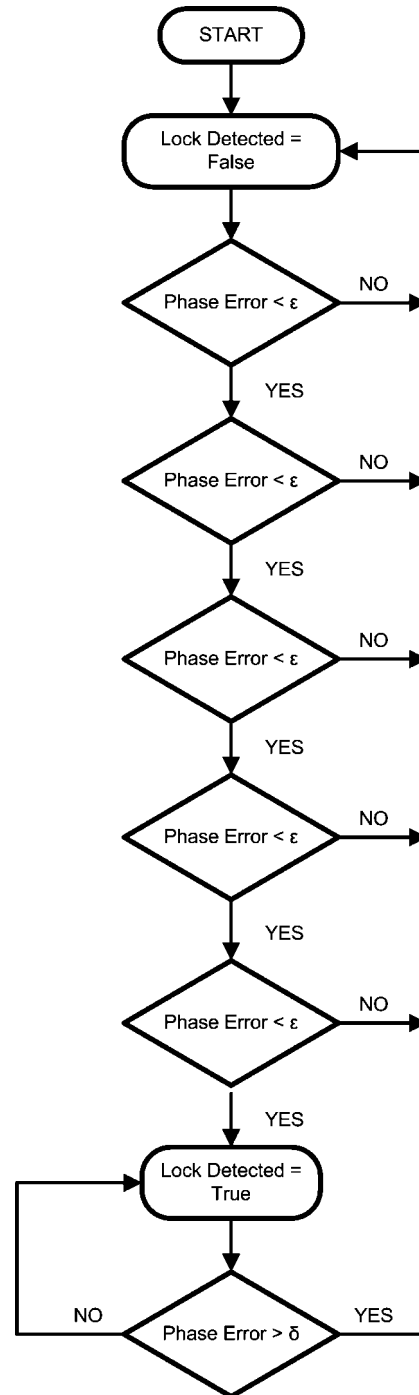 START
Lock Detected =
False
Phase Error < ε
NO
YES
Phase Error < ε
NO
YES
Phase Error < ε
NO
YES
Phase Error < ε
NO
YES
Phase Error < ε
NO
YES
Lock Detected =
True
NO
Phase Error > δ
YES